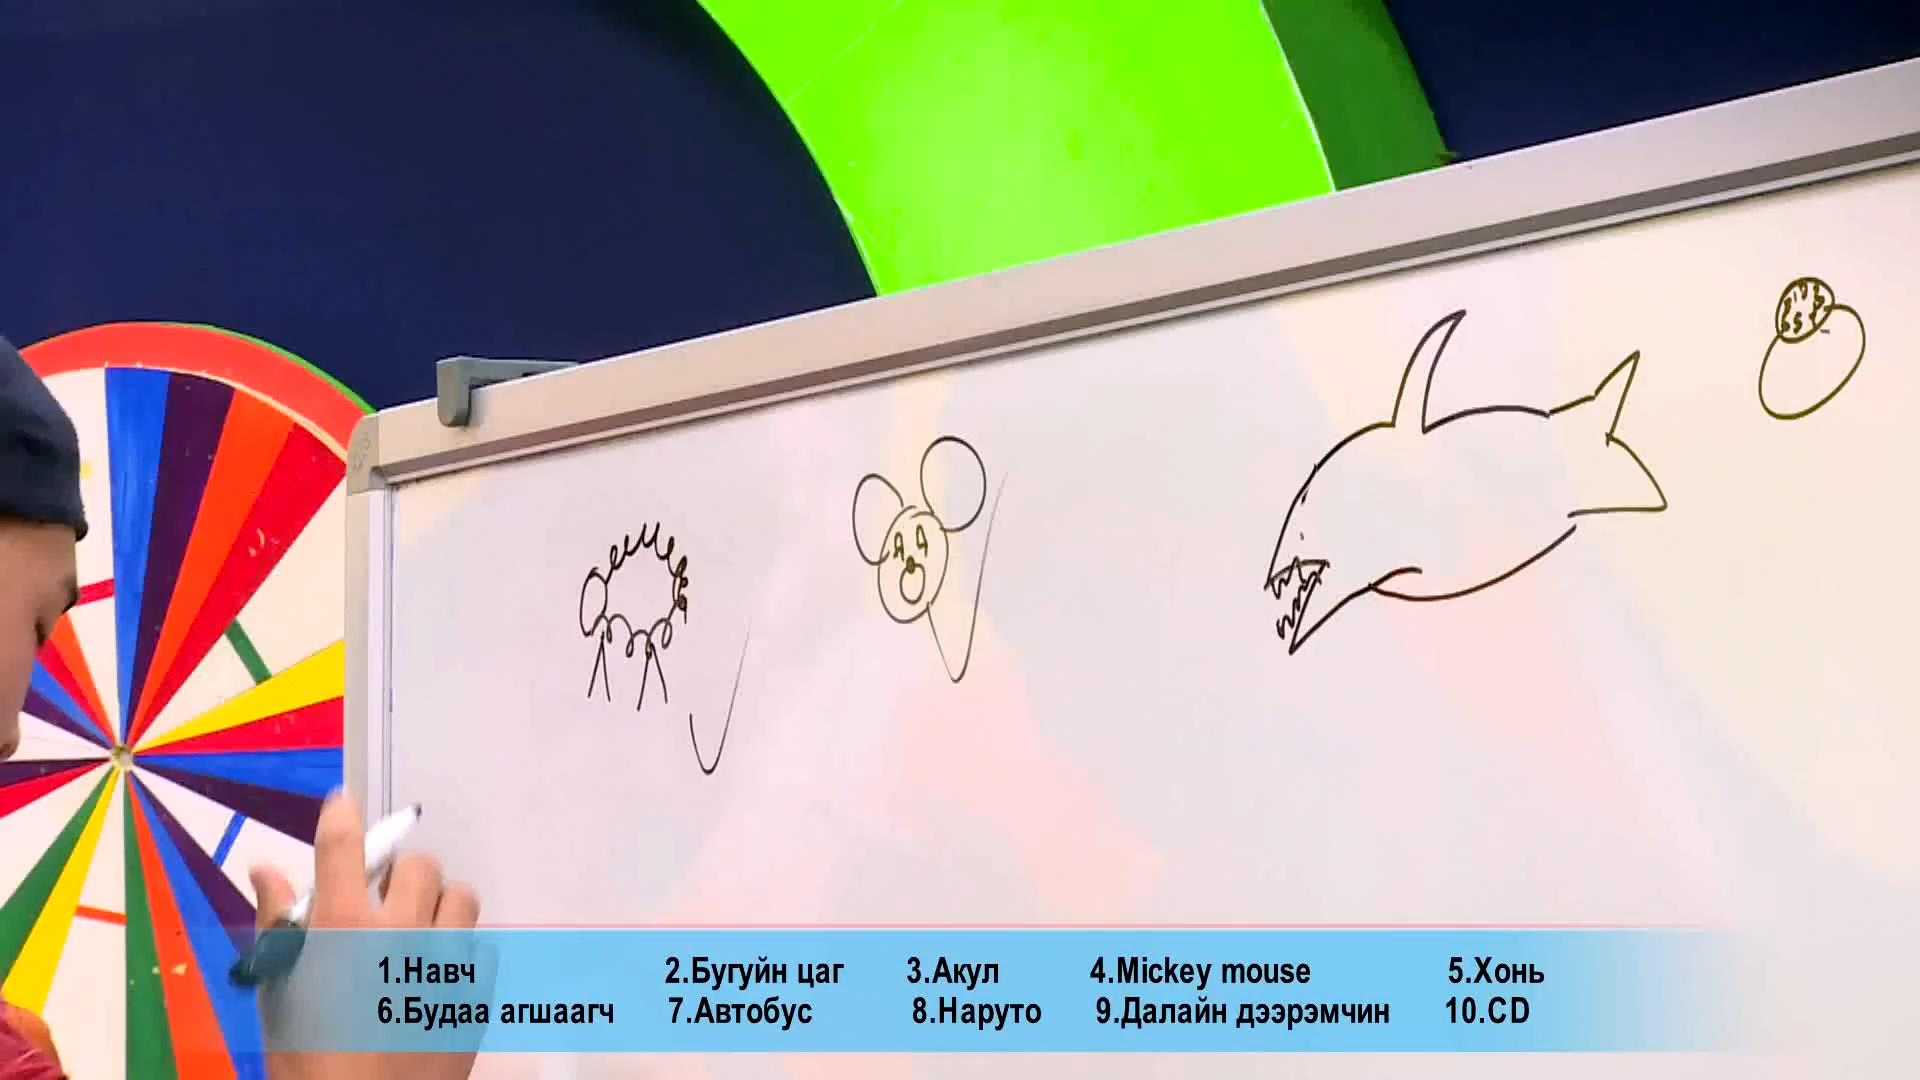 1.Навч 2.Бугуйн цаг 3.Акул 4.Mickey mouse 5.Хонь
6.Будаа агшаагч 7.Автобус 8.Наруто 9.Далайн дээрэмчин 10.CD